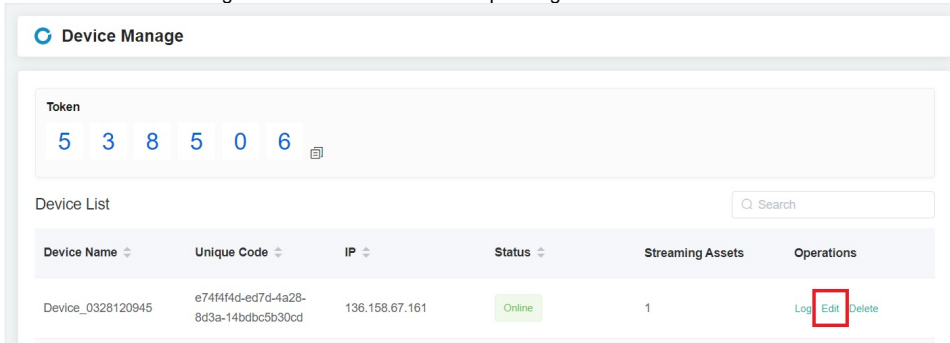 Device Manage
Token
5 3 8 5 0 6
Device List
Search
Device Name Unique Code IP Status Streaming Assets Operations
Device_0328120945 e74f4f4d-ed7d-4a28-8d3a-14bdbc5b30cd 136.158.67.161 Online 1 Log Edit Delete